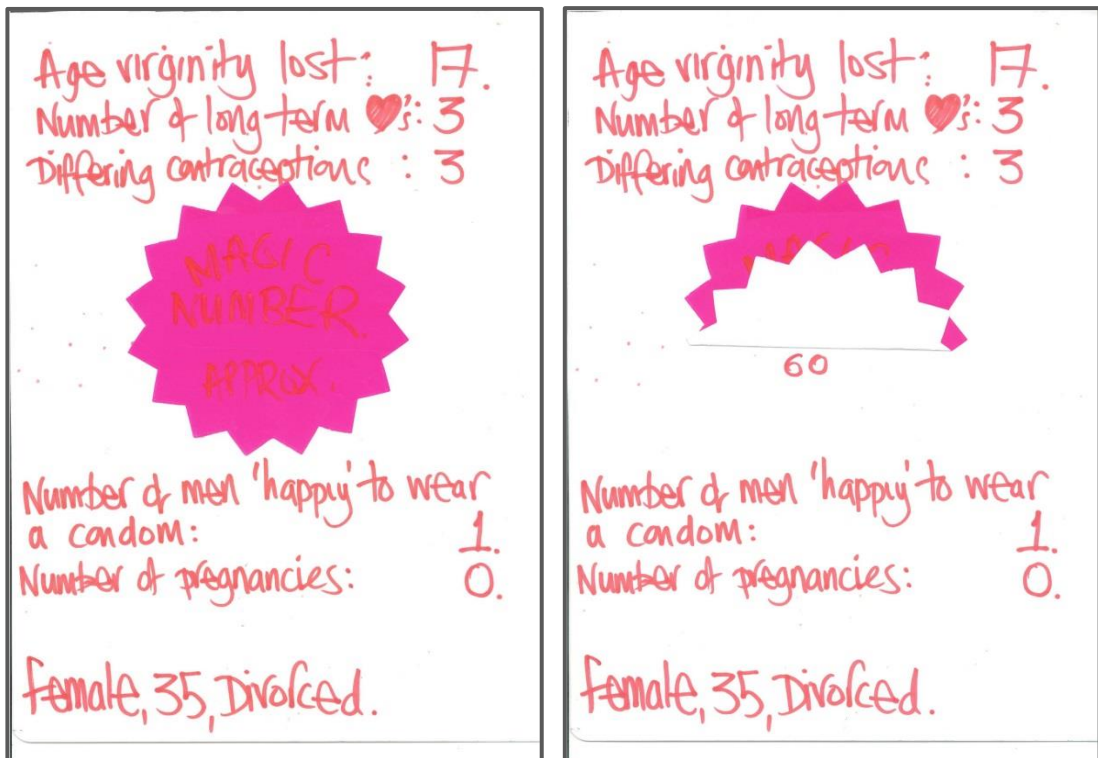 Age virginity lost: 17.
Number of long-term ♥'s: 3
Differing contraceptions : 3
MAGIC
NUMBER
APPROX.
Number of men 'happy' to wear
a condom: 1.
Number of pregnancies: 0.
Female, 35, Divorced.
Age virginity lost: 17.
Number of long-term ♥'s: 3
Differing contraceptions : 3
MAGIC
60
Number of men 'happy' to wear
a condom: 1.
Number of pregnancies: 0.
Female, 35, Divorced.